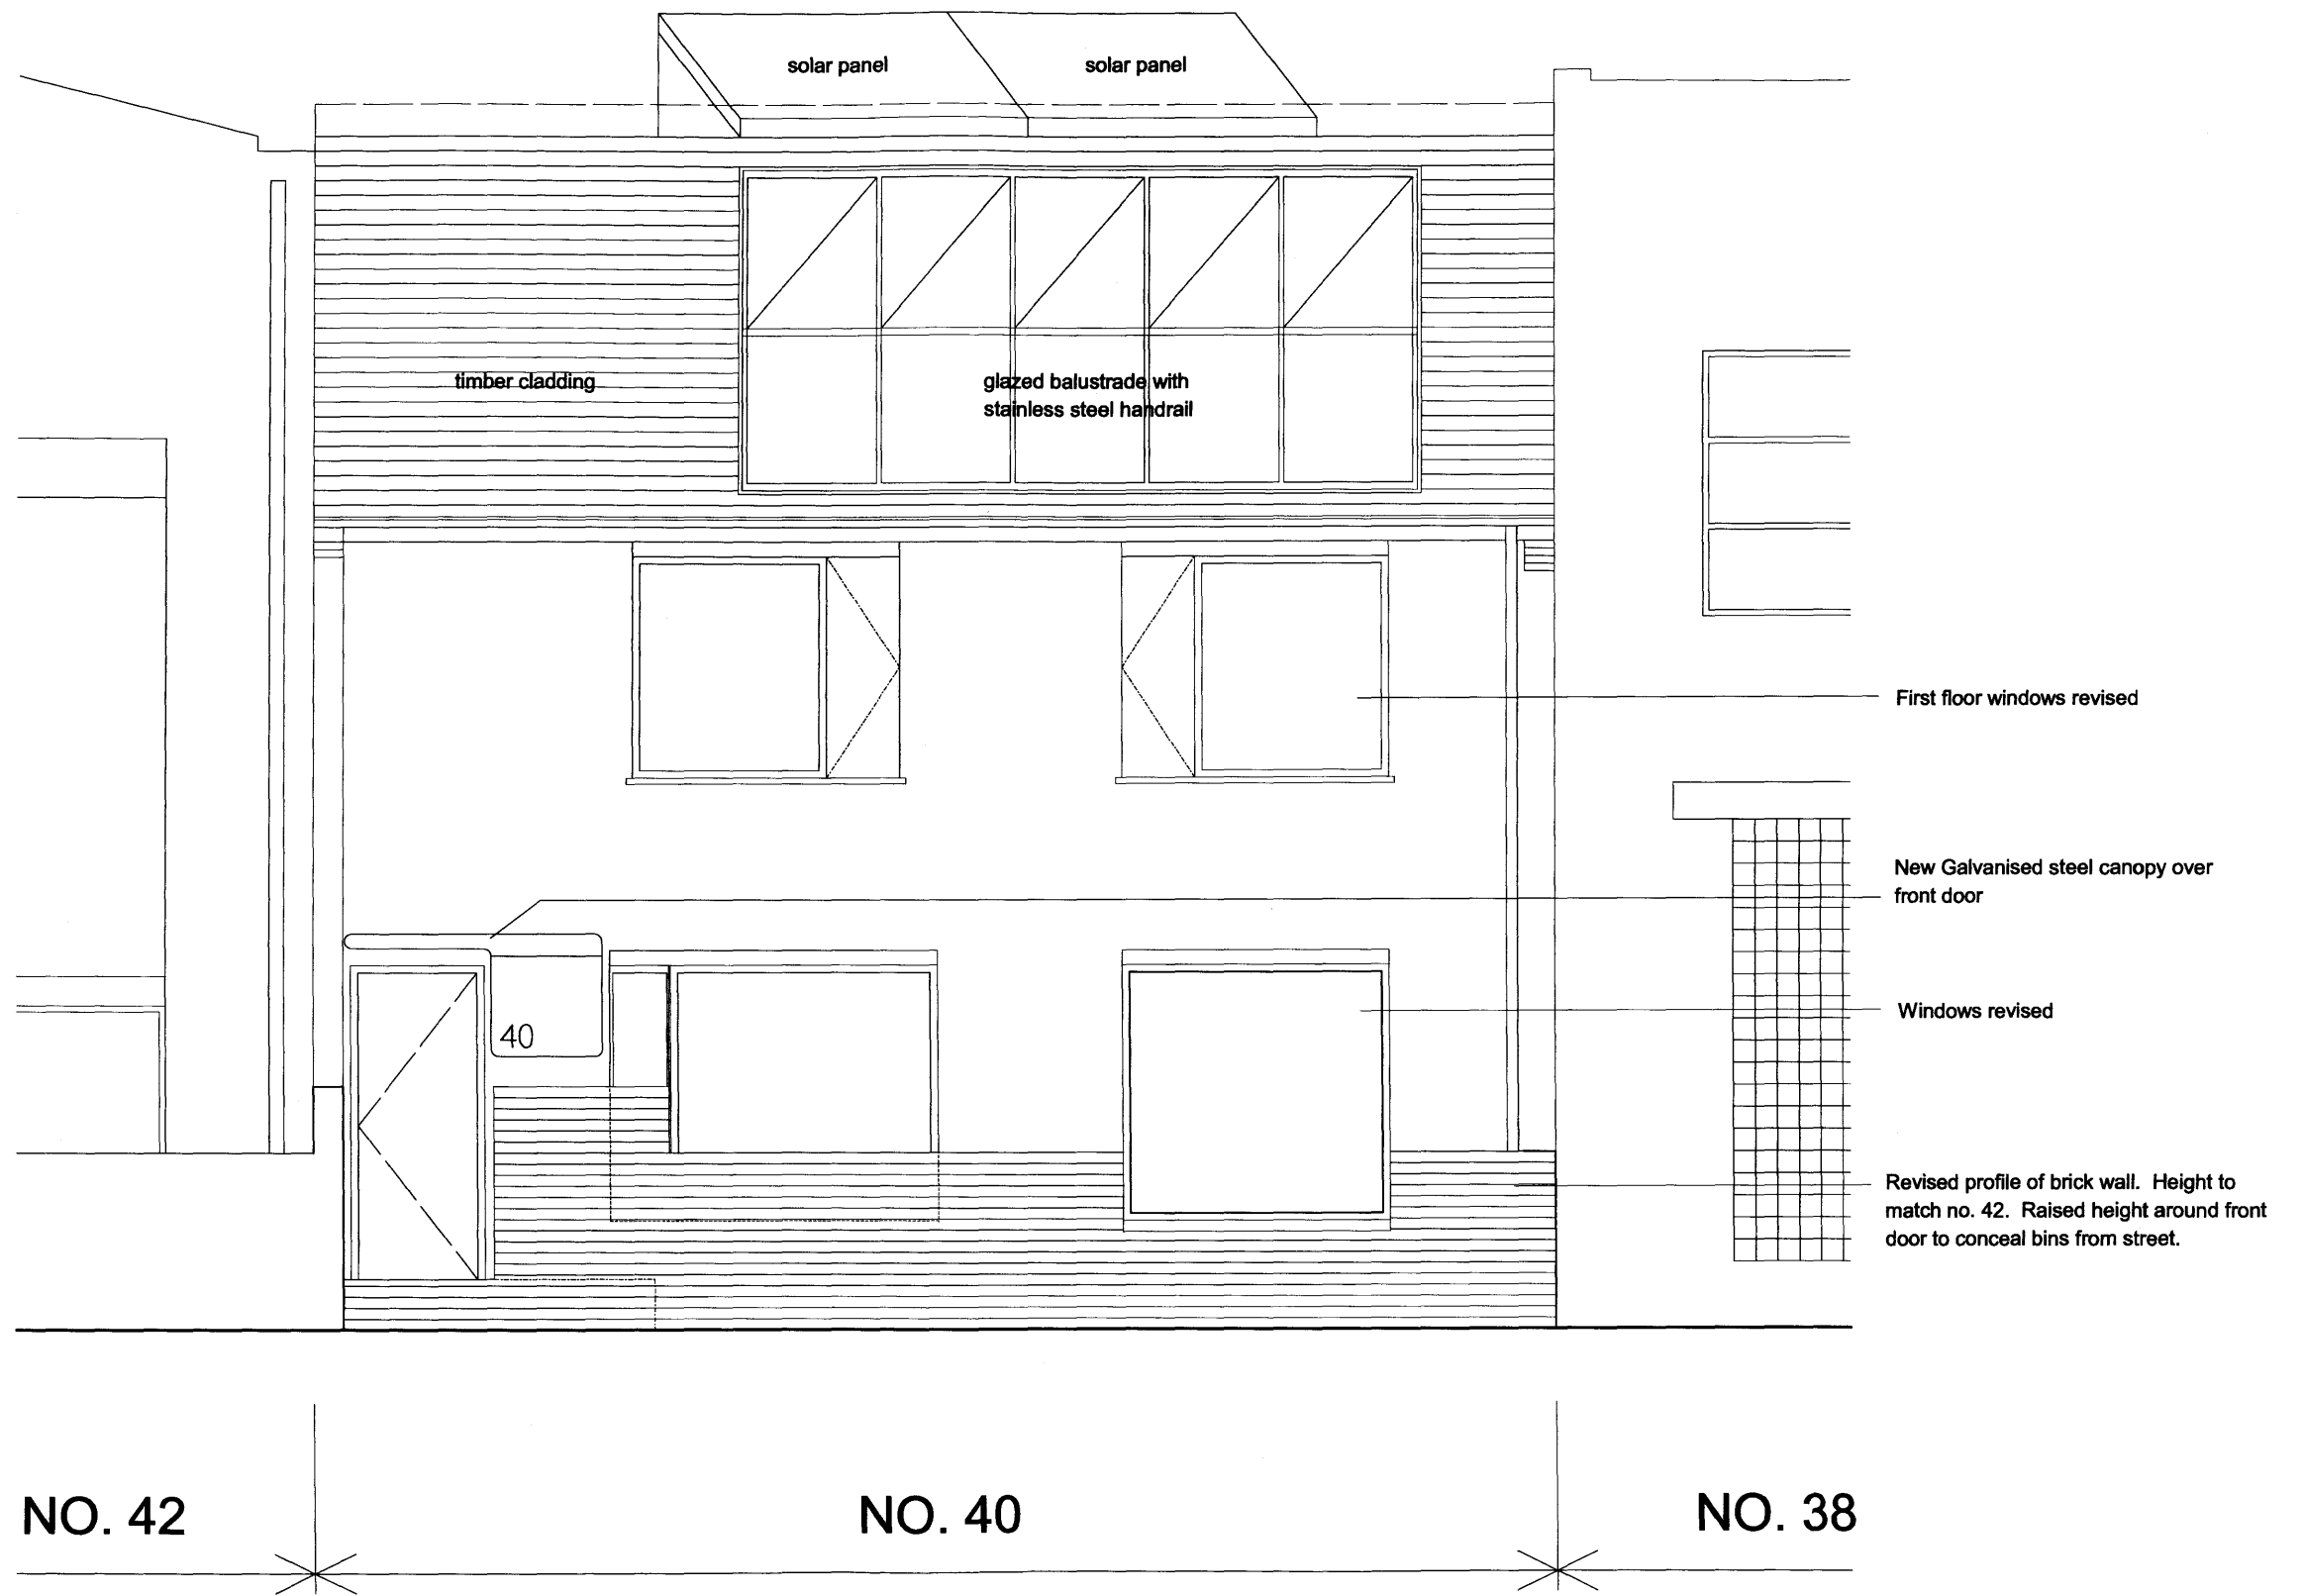 solar panel
solar panel
timber cladding
glazed balustrade with
stainless steel handrail
First floor windows revised
New Galvanised steel canopy over
front door
40
Windows revised
Revised profile of brick wall. Height to
match no. 42. Raised height around front
door to conceal bins from street.
NO. 42
NO. 40
NO. 38